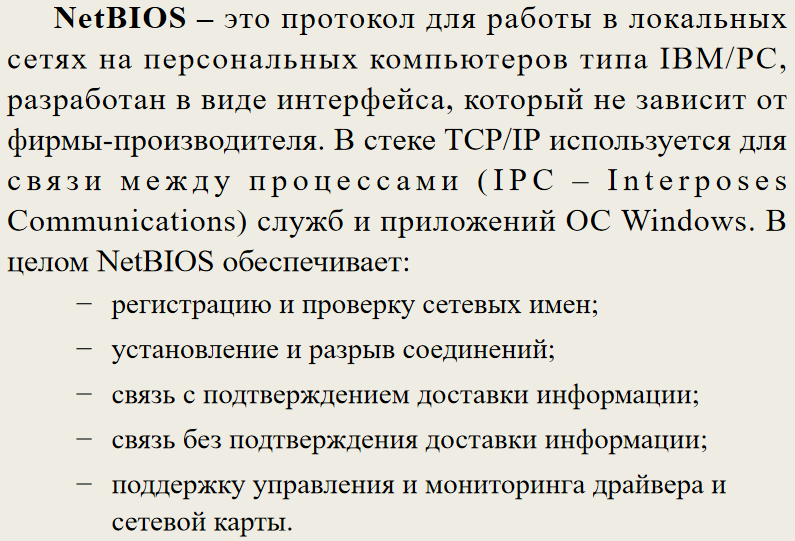 NetBIOS – это протокол для работы в локальных
сетях на персональных компьютеров типа IBM/PC,
разработан в виде интерфейса, который не зависит от
фирмы-производителя. В стеке TCP/IP используется для
связи между процессами (IPC – Interposes
Communications) служб и приложений ОС Windows. В
целом NetBIOS обеспечивает:
− регистрацию и проверку сетевых имен;
− установление и разрыв соединений;
− связь с подтверждением доставки информации;
− связь без подтверждения доставки информации;
− поддержку управления и мониторинга драйвера и
сетевой карты.